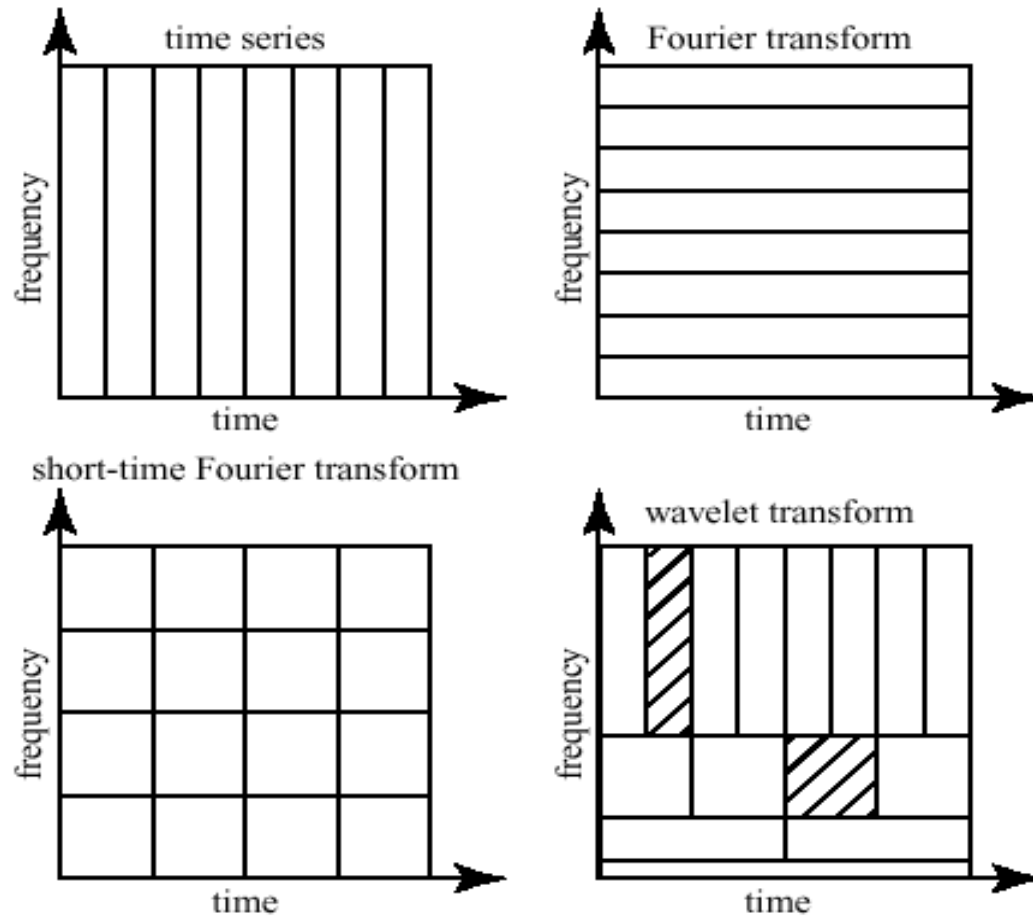 time series
frequency
time
Fourier transform
frequency
time
short-time Fourier transform
frequency
time
wavelet transform
frequency
time